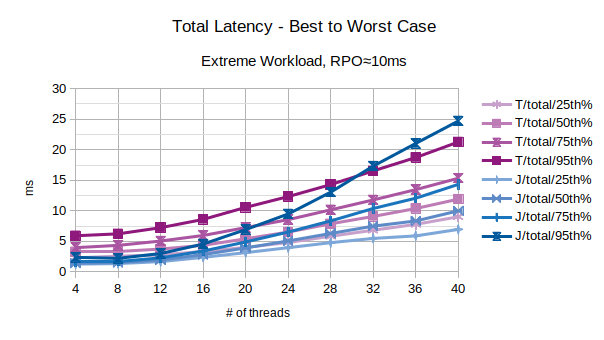 Total Latency - Best to Worst Case
Extreme Workload, RPO≈10ms
30
25
20
15
10
5
0
ms
4 8 12 16 20 24 28 32 36 40
# of threads
T/total/25th%
T/total/50th%
T/total/75th%
T/total/95th%
J/total/25th%
J/total/50th%
J/total/75th%
J/total/95th%